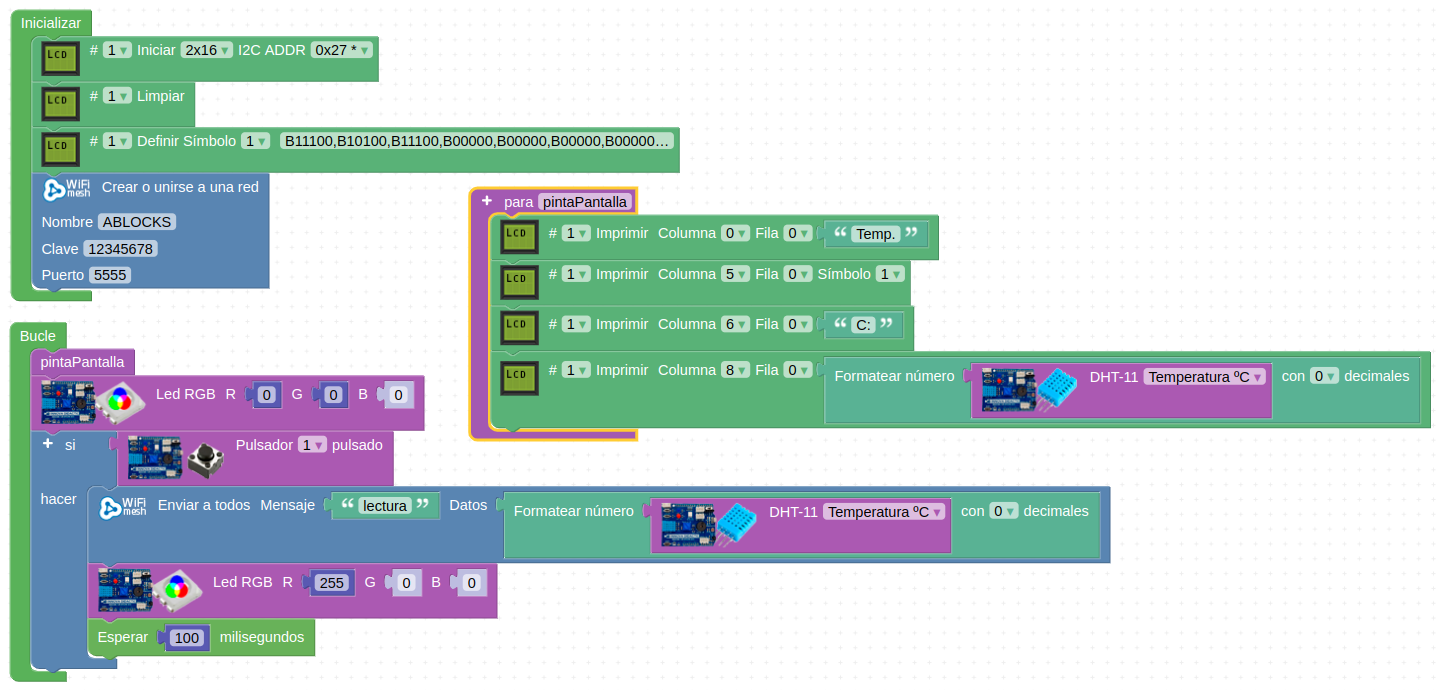 Inicializar
LCD # 1 Iniciar 2x16 I2C ADDR 0x27 *
LCD # 1 Limpiar
LCD # 1 Definir Símbolo 1 B11100,B10100,B11100,B00000,B00000,B00000,B00000…
WiFi mesh Crear o unirse a una red
Nombre ABLOCKS
Clave 12345678
Puerto 5555
+ para pintaPantalla
LCD # 1 Imprimir Columna 0 Fila 0 “ Temp. ”
LCD # 1 Imprimir Columna 5 Fila 0 Símbolo 1
LCD # 1 Imprimir Columna 6 Fila 0 “ C: ”
LCD # 1 Imprimir Columna 8 Fila 0 Formatear número DHT-11 Temperatura ºC con 0 decimales
Bucle
pintaPantalla
Led RGB R 0 G 0 B 0
+ si Pulsador 1 pulsado
hacer WiFi mesh Enviar a todos Mensaje “ lectura ” Datos Formatear número DHT-11 Temperatura ºC con 0 decimales
Led RGB R 255 G 0 B 0
Esperar 100 milisegundos